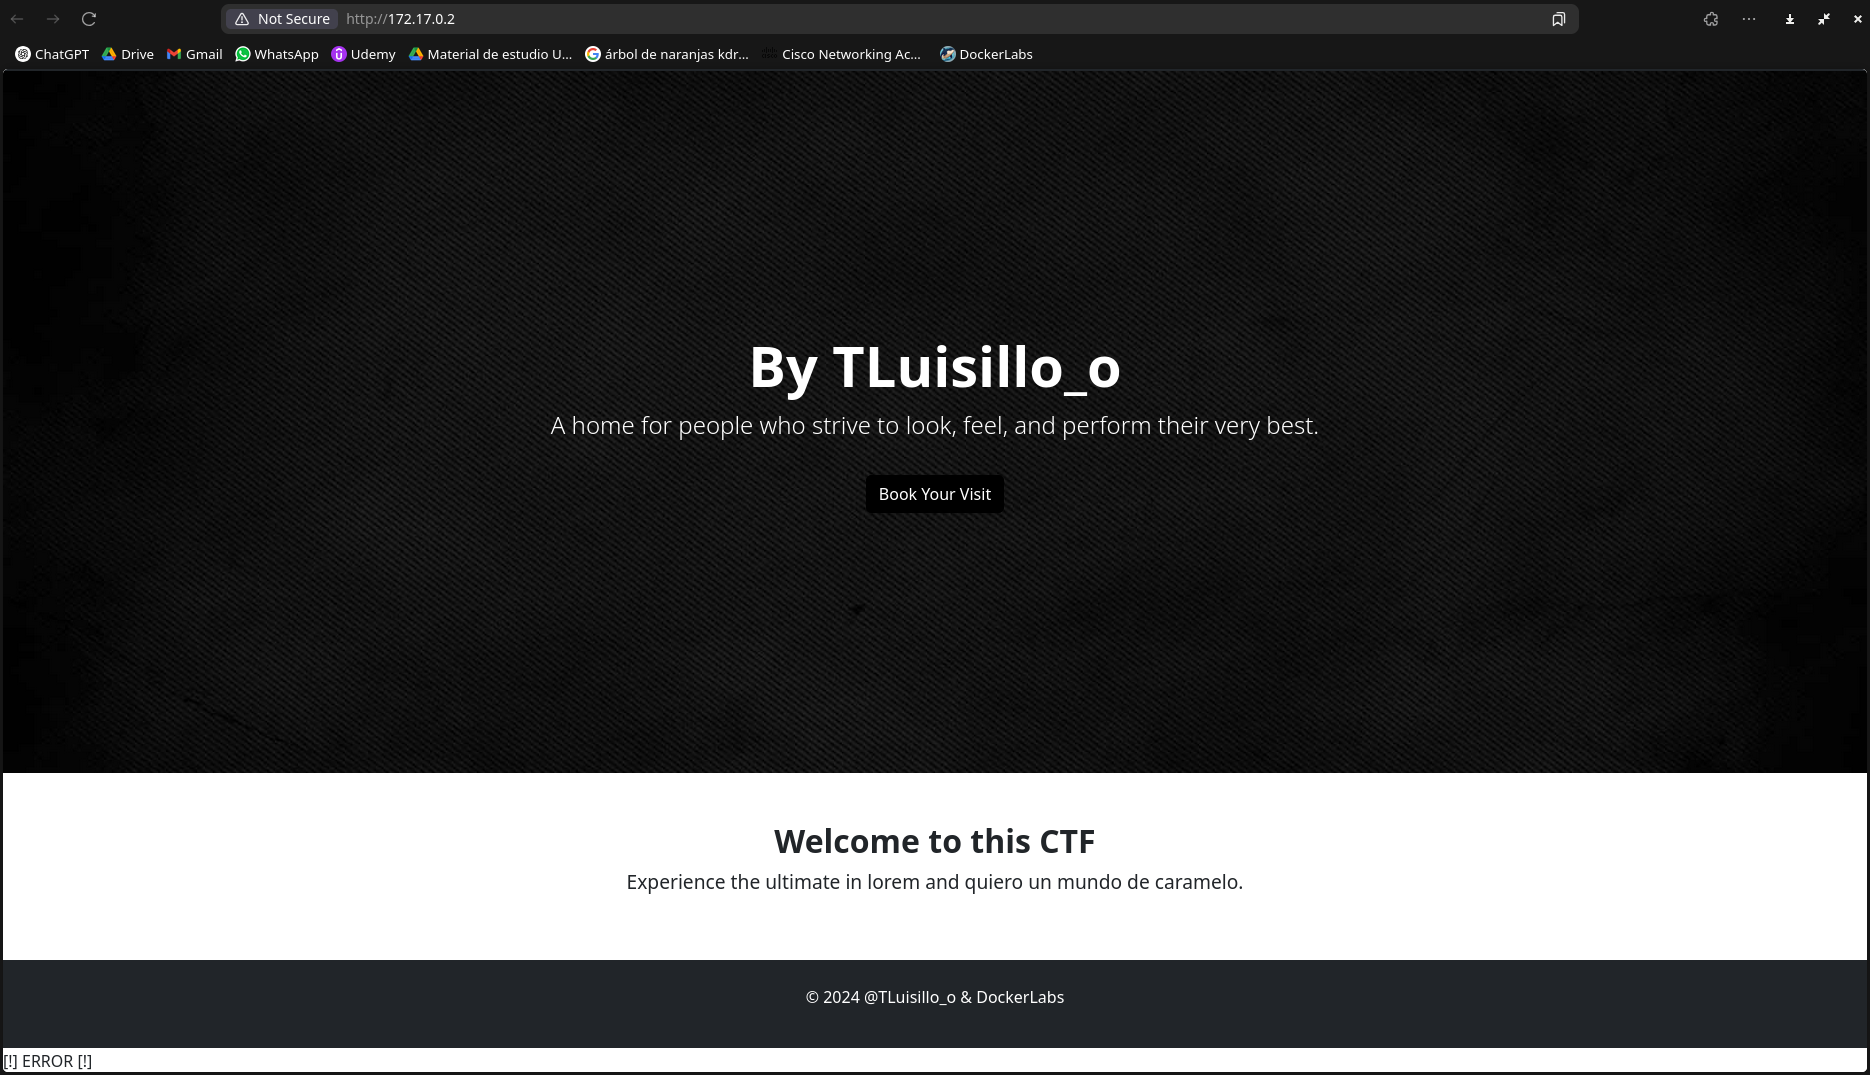 Not Secure http://172.17.0.2
ChatGPT Drive Gmail WhatsApp Udemy Material de estudio U... árbol de naranjas kdr... Cisco Networking Ac... DockerLabs
By TLuisillo_o
A home for people who strive to look, feel, and perform their very best.
Book Your Visit
Welcome to this CTF
Experience the ultimate in lorem and quiero un mundo de caramelo.
© 2024 @TLuisillo_o & DockerLabs
[!] ERROR [!]